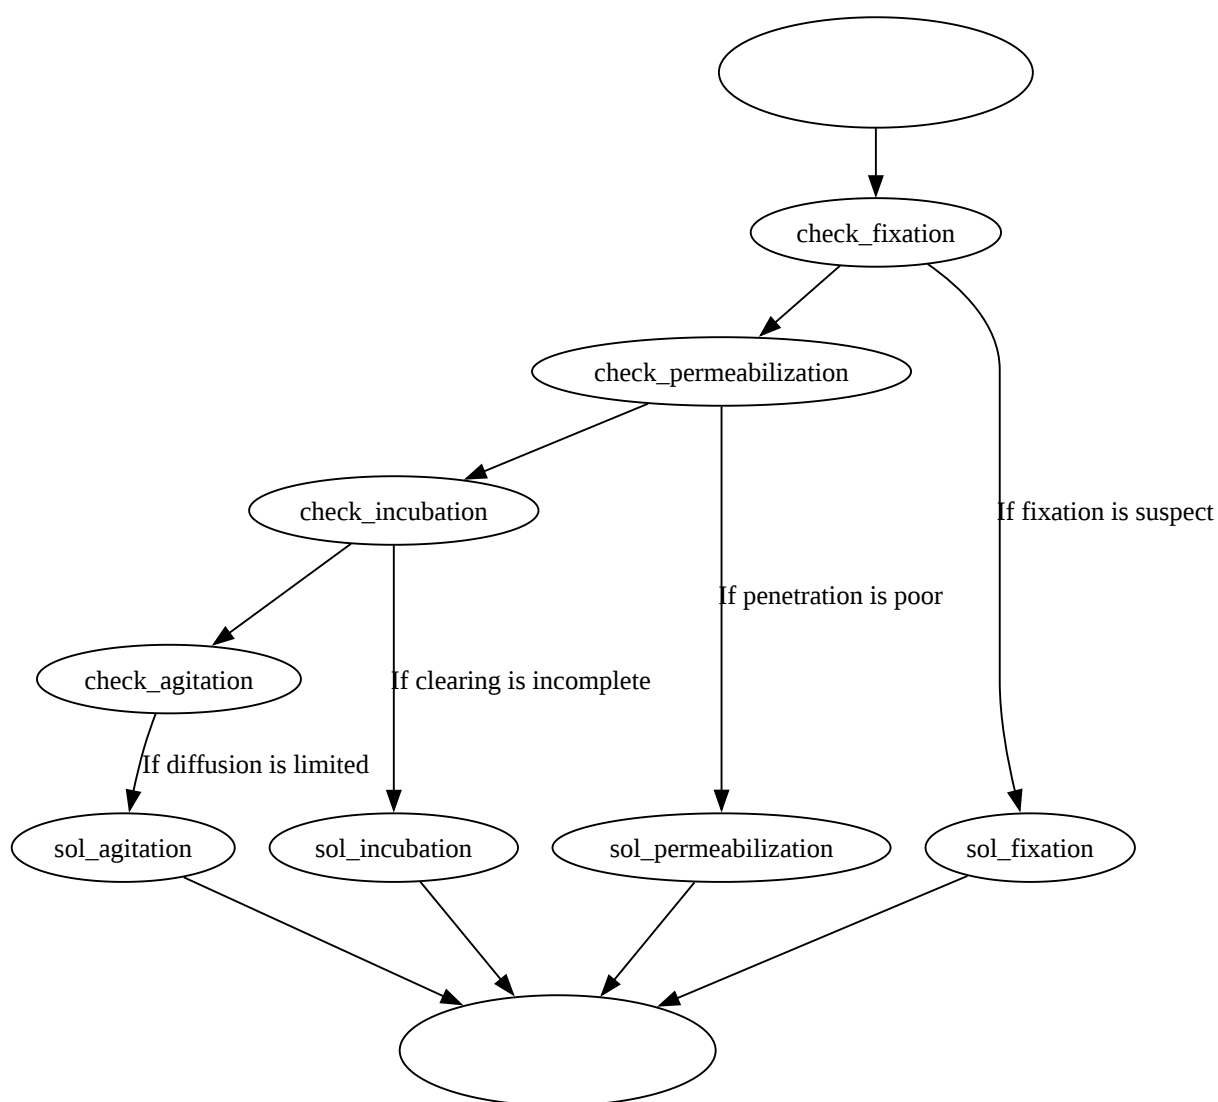 check_fixation
check_permeabilization
check_incubation
If fixation is suspect
If penetration is poor
check_agitation
If clearing is incomplete
If diffusion is limited
sol_agitation
sol_incubation
sol_permeabilization
sol_fixation